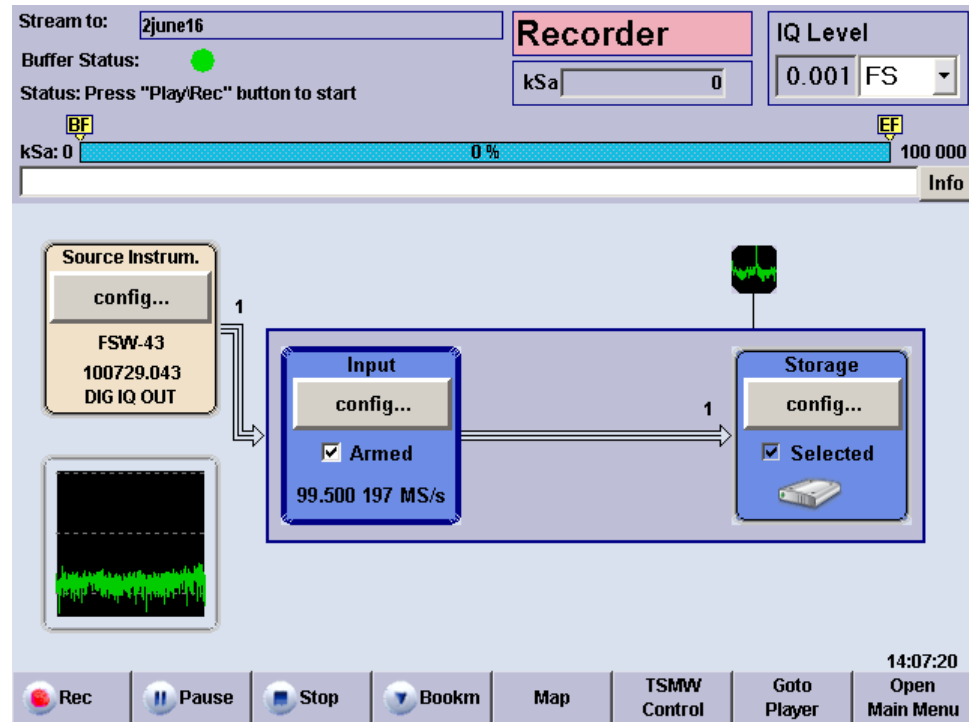 Stream to: 2june16
Recorder
IQ Level
Buffer Status:
kSa 0
0.001 FS
Status: Press "Play\Rec" button to start
BF EF
kSa: 0 0 % 100 000
Info
Source Instrum.
config...
FSW-43
100729.043
DIG IQ OUT
1
Input
config...
Armed
99.500 197 MS/s
1
Storage
config...
Selected
14:07:20
Rec
Pause
Stop
Bookm
Map
TSMW
Control
Goto
Player
Open
Main Menu